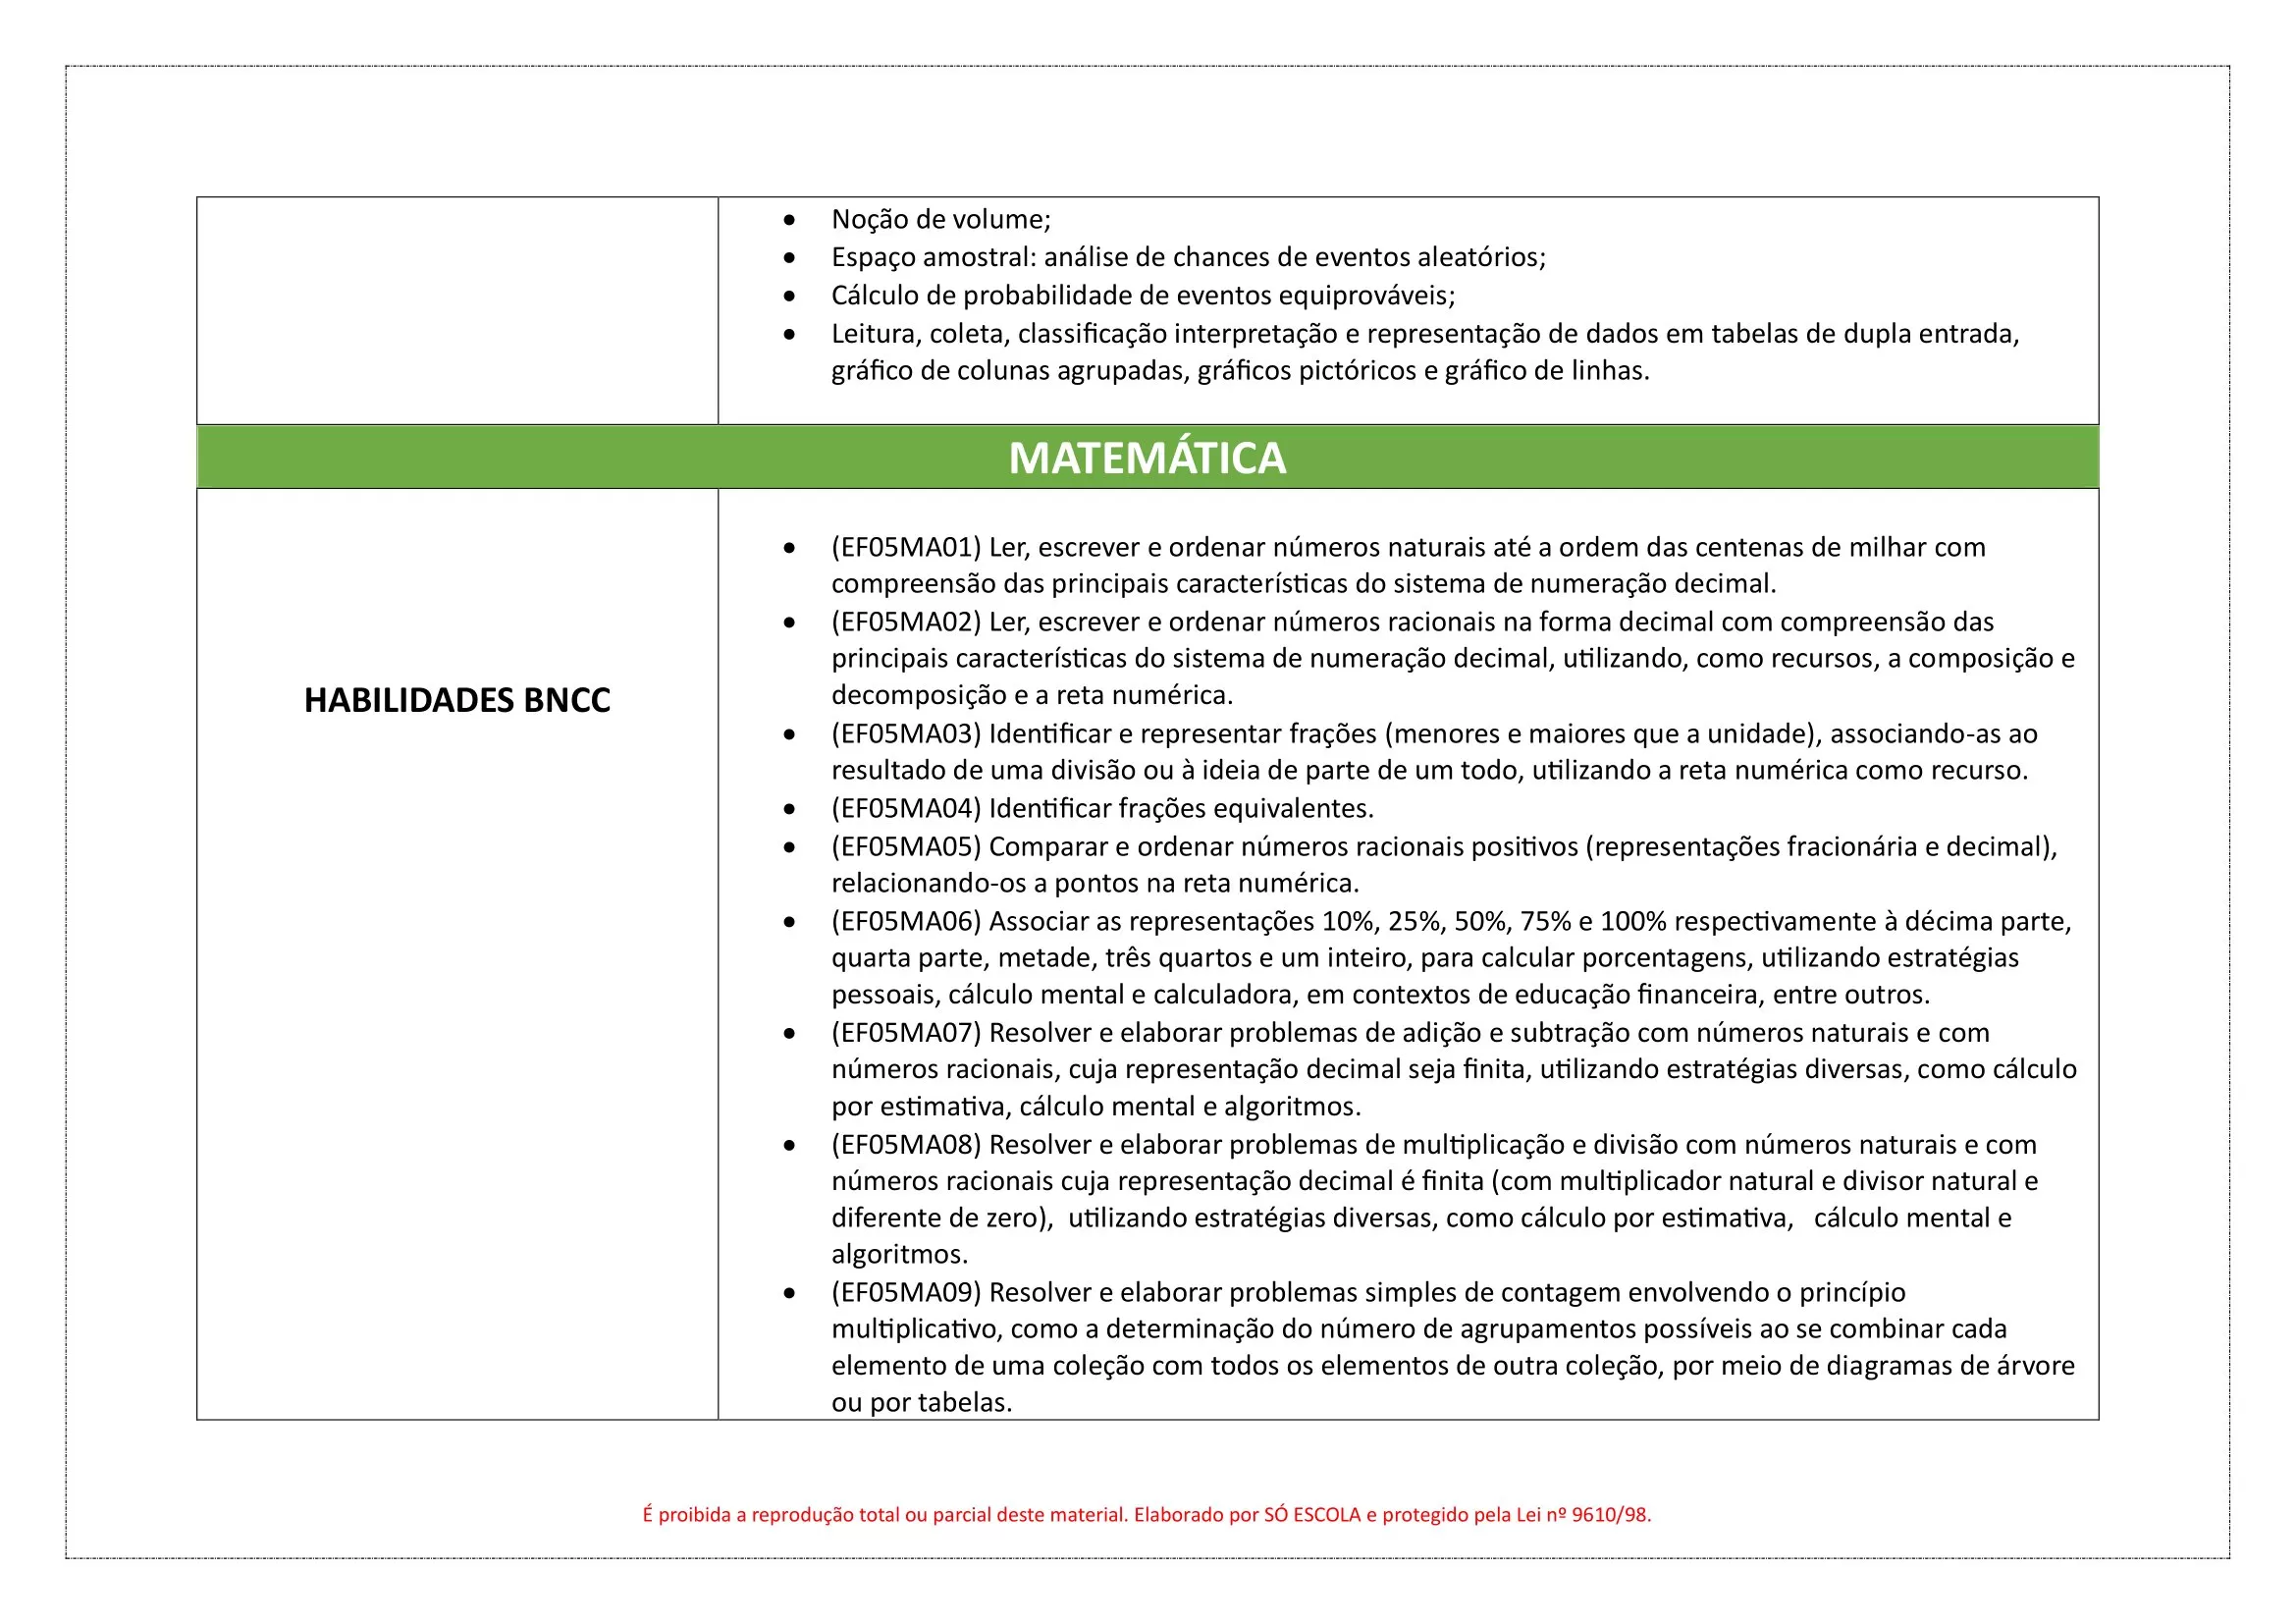 • Noção de volume;
• Espaço amostral: análise de chances de eventos aleatórios;
• Cálculo de probabilidade de eventos equiprováveis;
• Leitura, coleta, classificação interpretação e representação de dados em tabelas de dupla entrada,
gráfico de colunas agrupadas, gráficos pictóricos e gráfico de linhas.
MATEMÁTICA
HABILIDADES BNCC
• (EF05MA01) Ler, escrever e ordenar números naturais até a ordem das centenas de milhar com
compreensão das principais características do sistema de numeração decimal.
• (EF05MA02) Ler, escrever e ordenar números racionais na forma decimal com compreensão das
principais características do sistema de numeração decimal, utilizando, como recursos, a composição e
decomposição e a reta numérica.
• (EF05MA03) Identificar e representar frações (menores e maiores que a unidade), associando-as ao
resultado de uma divisão ou à ideia de parte de um todo, utilizando a reta numérica como recurso.
• (EF05MA04) Identificar frações equivalentes.
• (EF05MA05) Comparar e ordenar números racionais positivos (representações fracionária e decimal),
relacionando-os a pontos na reta numérica.
• (EF05MA06) Associar as representações 10%, 25%, 50%, 75% e 100% respectivamente à décima parte,
quarta parte, metade, três quartos e um inteiro, para calcular porcentagens, utilizando estratégias
pessoais, cálculo mental e calculadora, em contextos de educação financeira, entre outros.
• (EF05MA07) Resolver e elaborar problemas de adição e subtração com números naturais e com
números racionais, cuja representação decimal seja finita, utilizando estratégias diversas, como cálculo
por estimativa, cálculo mental e algoritmos.
• (EF05MA08) Resolver e elaborar problemas de multiplicação e divisão com números naturais e com
números racionais cuja representação decimal é finita (com multiplicador natural e divisor natural e
diferente de zero),  utilizando estratégias diversas, como cálculo por estimativa,   cálculo mental e
algoritmos.
• (EF05MA09) Resolver e elaborar problemas simples de contagem envolvendo o princípio
multiplicativo, como a determinação do número de agrupamentos possíveis ao se combinar cada
elemento de uma coleção com todos os elementos de outra coleção, por meio de diagramas de árvore
ou por tabelas.
É proibida a reprodução total ou parcial deste material. Elaborado por SÓ ESCOLA e protegido pela Lei nº 9610/98.